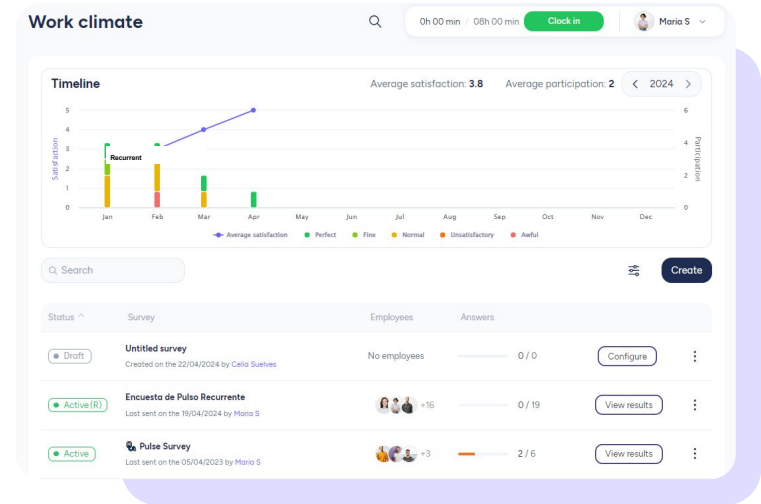 Work climate
0h 00 min / 08h 00 min Clock in Maria S
Timeline
Average satisfaction: 3.8 Average participation: 2 2024
Satisfaction
5
4
3
2
1
0
Recurrent
6
4
2
0
Participation
Jan Feb Mar Apr May Jun Jul Aug Sep Oct Nov Dec
Average satisfaction Perfect Fine Normal Unsatisfactory Awful
Search
Create
Status Survey Employees Answers
Draft
Untitled survey
Created on the 22/04/2024 by Celia Suelves
No employees 0 / 0 Configure
Active (R)
Encuesta de Pulso Recurrente
Last sent on the 19/04/2024 by Maria S
+16 0 / 19 View results
Active
Pulse Survey
Last sent on the 05/04/2023 by Maria S
+3 2 / 6 View results